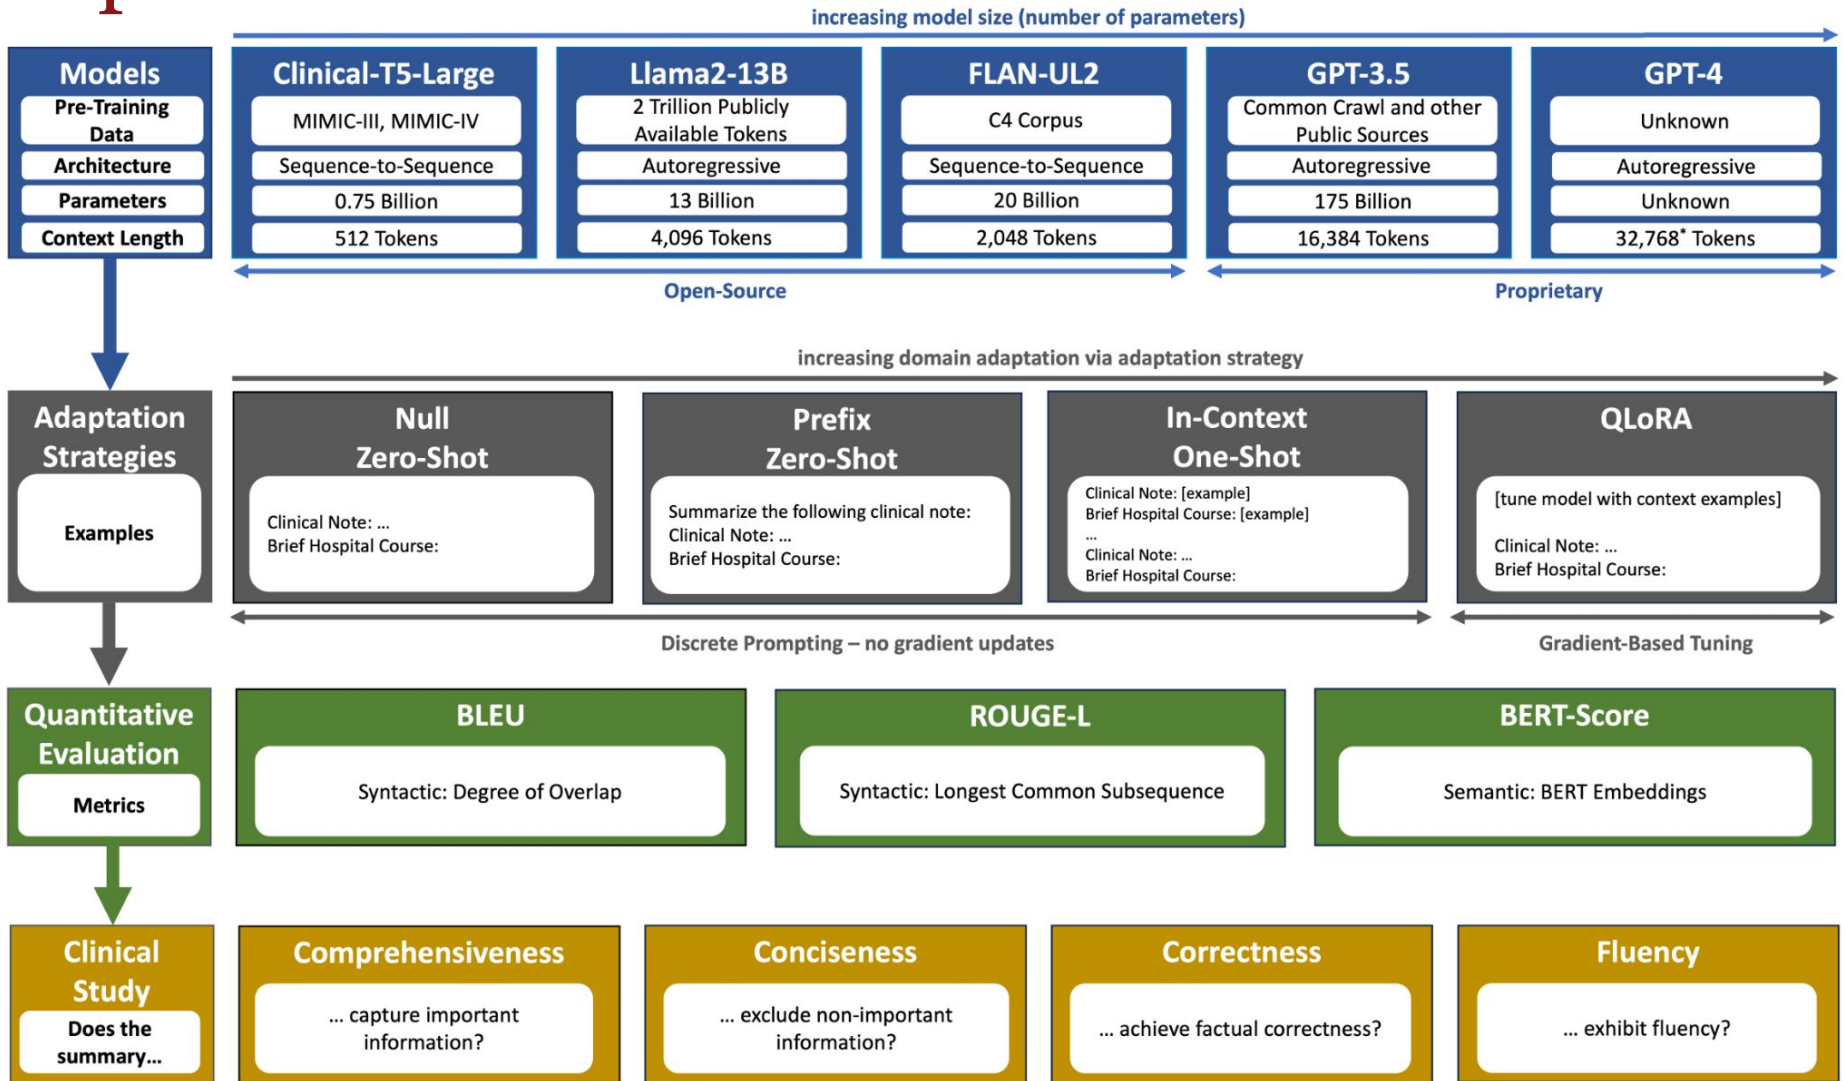 increasing model size (number of parameters)
Models
Pre-Training
Data
Architecture
Parameters
Context Length
Clinical-T5-Large
MIMIC-III, MIMIC-IV
Sequence-to-Sequence
0.75 Billion
512 Tokens
Llama2-13B
2 Trillion Publicly
Available Tokens
Autoregressive
13 Billion
4,096 Tokens
FLAN-UL2
C4 Corpus
Sequence-to-Sequence
20 Billion
2,048 Tokens
GPT-3.5
Common Crawl and other
Public Sources
Autoregressive
175 Billion
16,384 Tokens
GPT-4
Unknown
Autoregressive
Unknown
32,768* Tokens
Open-Source
Proprietary
increasing domain adaptation via adaptation strategy
Adaptation
Strategies
Examples
Null
Zero-Shot
Clinical Note: ...
Brief Hospital Course:
Prefix
Zero-Shot
Summarize the following clinical note:
Clinical Note: ...
Brief Hospital Course:
In-Context
One-Shot
Clinical Note: [example]
Brief Hospital Course: [example]
...
Clinical Note: ...
Brief Hospital Course:
QLoRA
[tune model with context examples]
Clinical Note: ...
Brief Hospital Course:
Discrete Prompting – no gradient updates
Gradient-Based Tuning
Quantitative
Evaluation
Metrics
BLEU
Syntactic: Degree of Overlap
ROUGE-L
Syntactic: Longest Common Subsequence
BERT-Score
Semantic: BERT Embeddings
Clinical
Study
Does the
summary...
Comprehensiveness
... capture important
information?
Conciseness
... exclude non-important
information?
Correctness
... achieve factual correctness?
Fluency
... exhibit fluency?